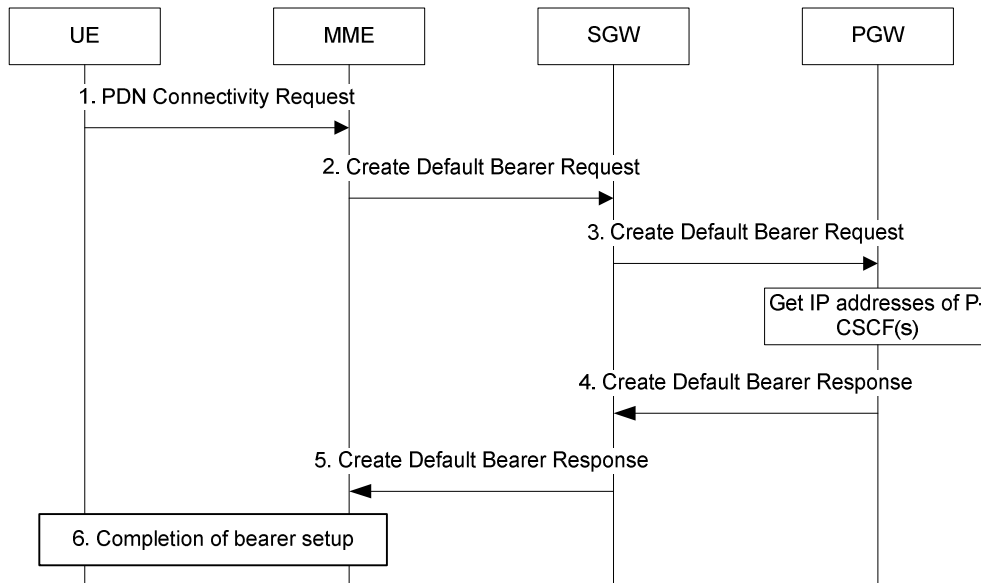 UE
MME
SGW
PGW
1. PDN Connectivity Request
2. Create Default Bearer Request
3. Create Default Bearer Request
Get IP addresses of P-
CSCF(s)
4. Create Default Bearer Response
5. Create Default Bearer Response
6. Completion of bearer setup